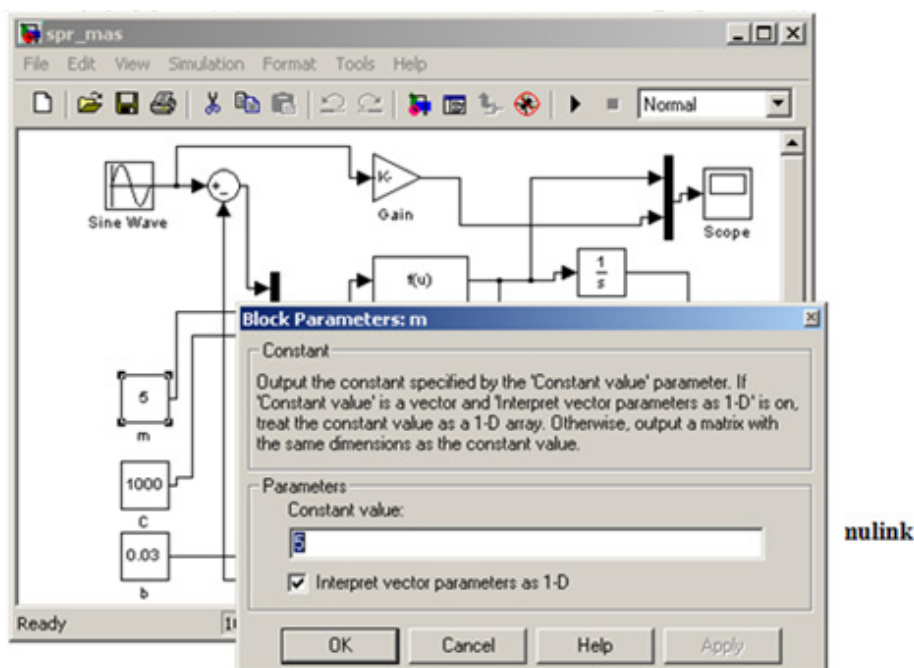 spr_mas
File Edit View Simulation Format Tools Help
Normal
Sine Wave
+-
K-
Gain
Scope
f(u)
1
s
Block Parameters: m
Constant
Output the constant specified by the 'Constant value' parameter. If
'Constant value' is a vector and 'Interpret vector parameters as 1-D' is on,
treat the constant value as a 1-D array. Otherwise, output a matrix with
the same dimensions as the constant value.
5
m
1000
C
0.03
b
Parameters
Constant value:
5
Interpret vector parameters as 1-D
nulink
Ready
OK Cancel Help Apply